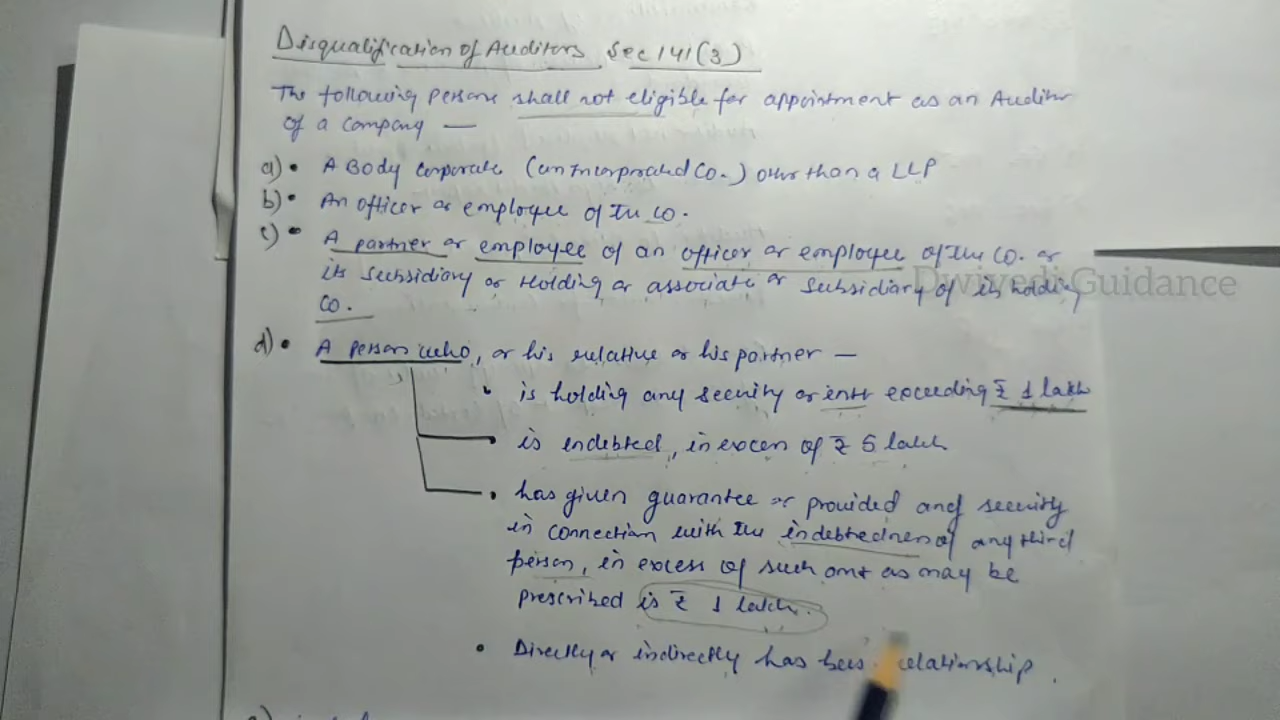 Disqualification of Auditors Sec 141(3)
The following persons shall not eligible for appointment as an Auditor
of a company —
a) • A Body corporate (an Incorporated Co.) other than a LLP
b) • An officer or employee of the co.
c) • A partner or employee of an officer or employee of the Co. or
its subsidiary or Holding or associate or subsidiary of its holding
co.
Dwivedi Guidance
d) • A person who, or his relative or his partner —
• is holding any security or intt exceeding ₹ 1 lakh
• is indebted, in excess of ₹ 5 lakh
• has given guarantee or provided and security
in connection with the indebtedness of any third
person, in excess of such amt as may be
prescribed is ₹ 1 lakh.
• Directly or indirectly has relationship.